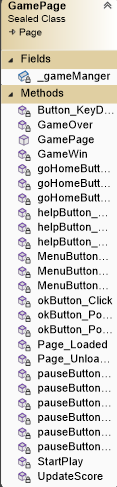 GamePage
Sealed Class
Page
Fields
_gameManger
Methods
Button_KeyD...
GameOver
GamePage
GameWin
goHomeButt...
goHomeButt...
goHomeButt...
helpButton_...
helpButton_...
helpButton_...
MenuButton...
MenuButton...
MenuButton...
okButton_Click
okButton_Po...
okButton_Po...
Page_Loaded
Page_Unloa...
pauseButton...
pauseButton...
pauseButton...
pauseButton...
pauseButton...
pauseButton...
StartPlay
UpdateScore